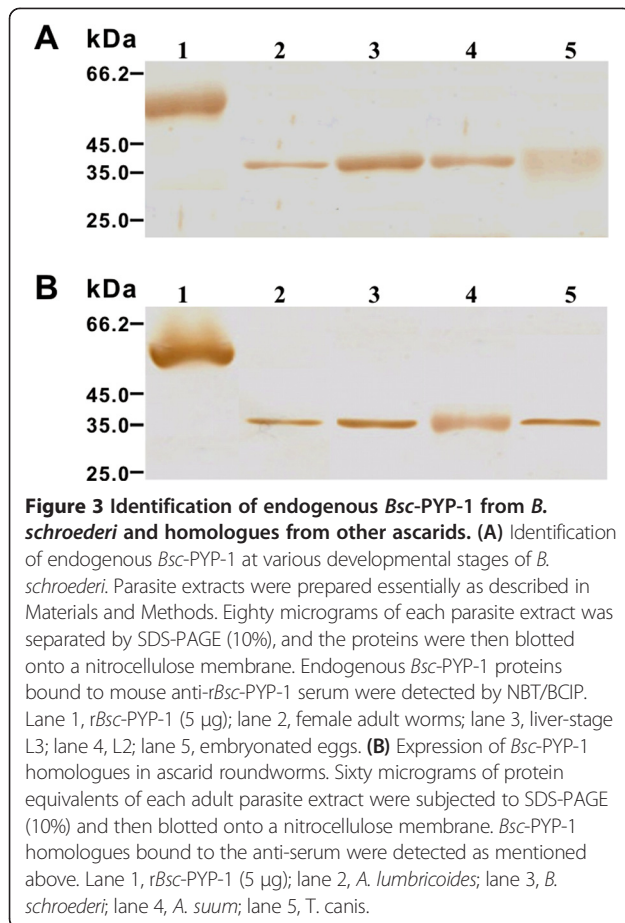 A kDa 1 2 3 4 5
66.2
45.0
35.0
25.0
B kDa 1 2 3 4 5
66.2
45.0
35.0
25.0
Figure 3 Identification of endogenous Bsc-PYP-1 from B.
schroederi and homologues from other ascarids. (A) Identification
of endogenous Bsc-PYP-1 at various developmental stages of B.
schroederi. Parasite extracts were prepared essentially as described in
Materials and Methods. Eighty micrograms of each parasite extract was
separated by SDS-PAGE (10%), and the proteins were then blotted
onto a nitrocellulose membrane. Endogenous Bsc-PYP-1 proteins
bound to mouse anti-rBsc-PYP-1 serum were detected by NBT/BCIP.
Lane 1, rBsc-PYP-1 (5 μg); lane 2, female adult worms; lane 3, liver-stage
L3; lane 4, L2; lane 5, embryonated eggs. (B) Expression of Bsc-PYP-1
homologues in ascarid roundworms. Sixty micrograms of protein
equivalents of each adult parasite extract were subjected to SDS-PAGE
(10%) and then blotted onto a nitrocellulose membrane. Bsc-PYP-1
homologues bound to the anti-serum were detected as mentioned
above. Lane 1, rBsc-PYP-1 (5 μg); lane 2, A. lumbricoides; lane 3, B.
schroederi; lane 4, A. suum; lane 5, T. canis.